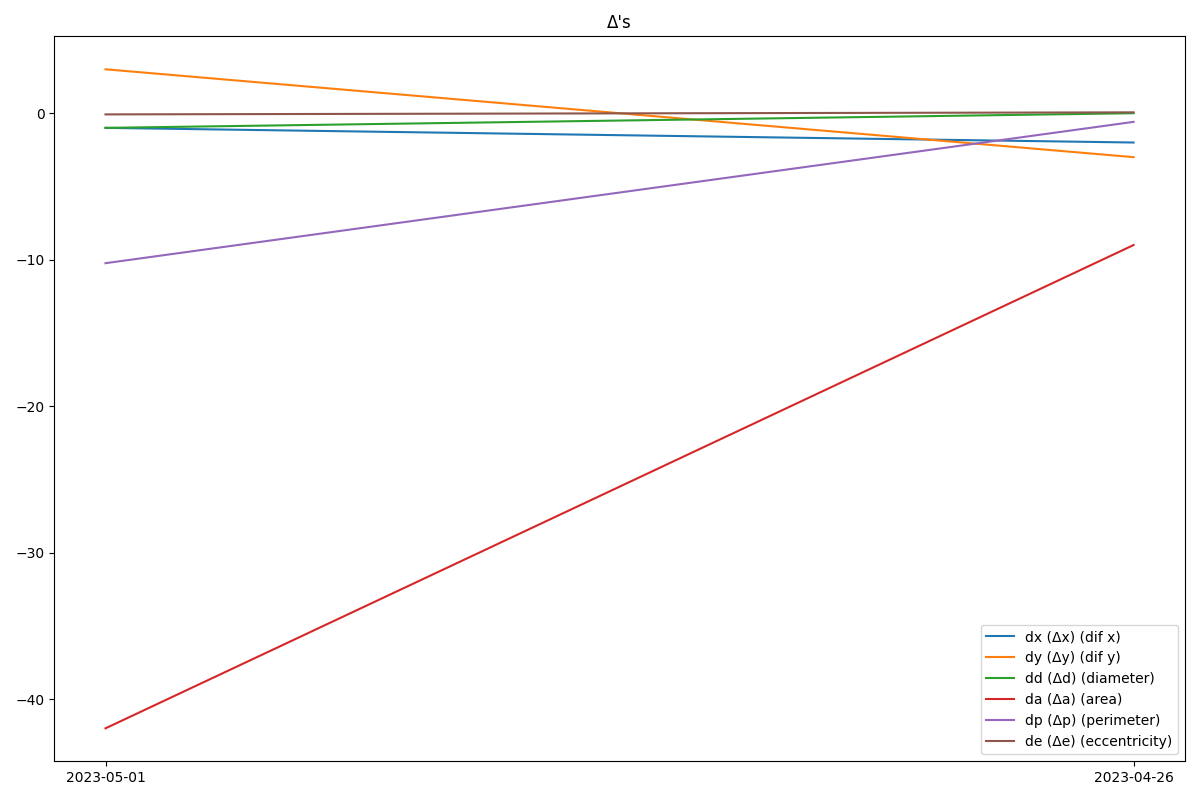 Δ's
0
−10
−20
−30
−40
2023-05-01
2023-04-26
dx (Δx) (dif x)
dy (Δy) (dif y)
dd (Δd) (diameter)
da (Δa) (area)
dp (Δp) (perimeter)
de (Δe) (eccentricity)